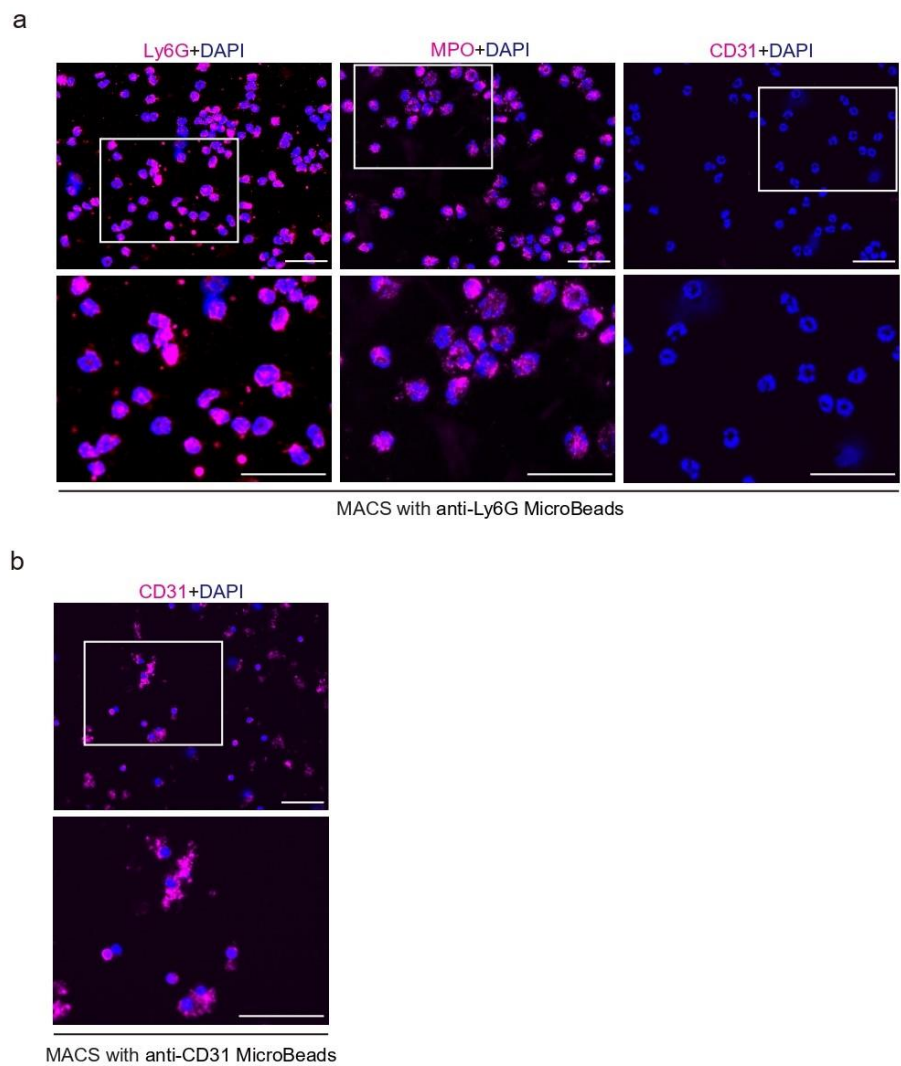 a
Ly6G+DAPI
MPO+DAPI
CD31+DAPI
MACS with anti-Ly6G MicroBeads
b
CD31+DAPI
MACS with anti-CD31 MicroBeads